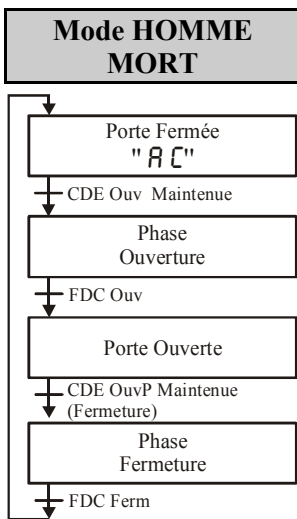 Mode HOMME
MORT
Porte Fermée
"AC"
CDE Ouv Maintenue
Phase
Ouverture
FDC Ouv
Porte Ouverte
CDE OuvP Maintenue
(Fermeture)
Phase
Fermeture
FDC Ferm